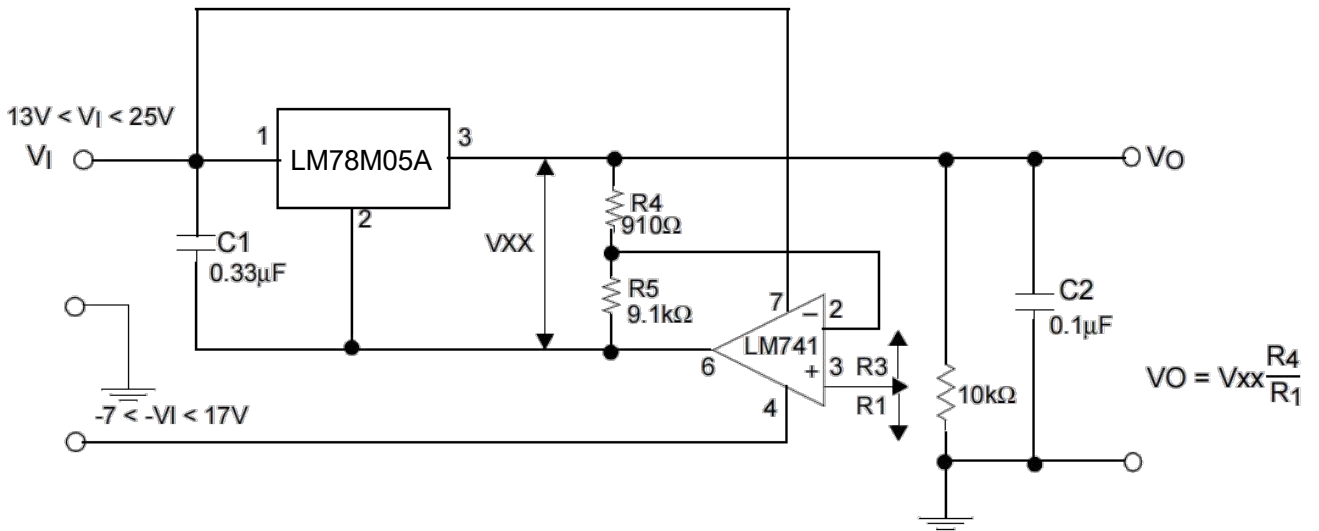 13V < VI < 25V
VI
1
LM78M05A
3
2
VO
C1
0.33µF
VXX
R4
910Ω
R5
9.1kΩ
7
– 2
LM741
6
+ 3
R3
R1
4
10kΩ
C2
0.1µF
VO = VXX R4
R1
-7 < -VI < 17V